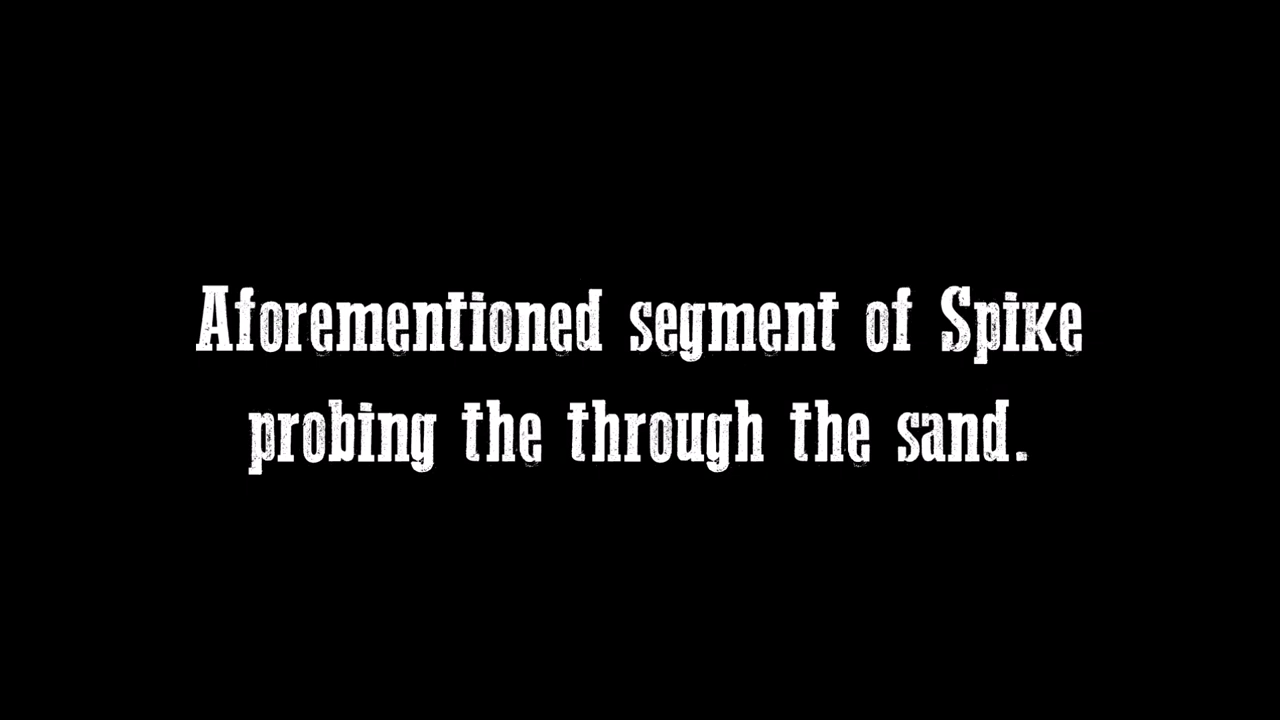 Aforementioned segment of Spike
probing the through the sand.